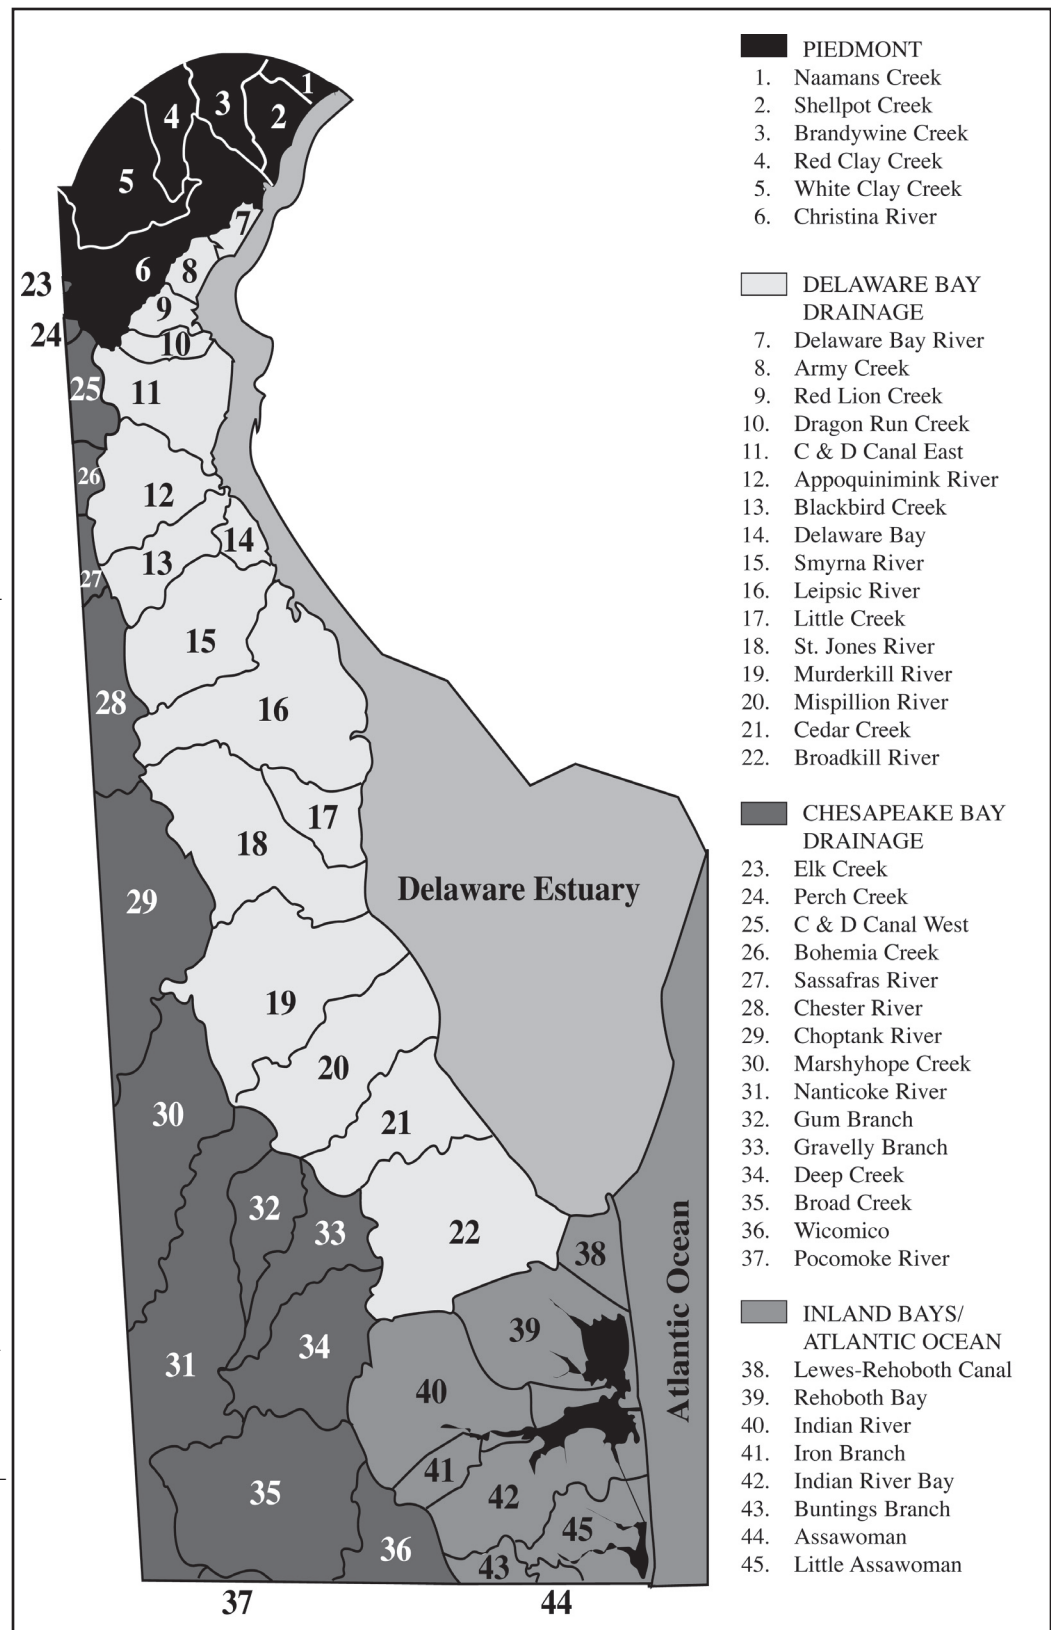 PIEDMONT
1. Naamans Creek
2. Shellpot Creek
3. Brandywine Creek
4. Red Clay Creek
5. White Clay Creek
6. Christina River
DELAWARE BAY
DRAINAGE
7. Delaware Bay River
8. Army Creek
9. Red Lion Creek
10. Dragon Run Creek
11. C & D Canal East
12. Appoquinimink River
13. Blackbird Creek
14. Delaware Bay
15. Smyrna River
16. Leipsic River
17. Little Creek
18. St. Jones River
19. Murderkill River
20. Mispillion River
21. Cedar Creek
22. Broadkill River
CHESAPEAKE BAY
DRAINAGE
23. Elk Creek
24. Perch Creek
25. C & D Canal West
26. Bohemia Creek
27. Sassafras River
28. Chester River
29. Choptank River
30. Marshyhope Creek
31. Nanticoke River
32. Gum Branch
33. Gravelly Branch
34. Deep Creek
35. Broad Creek
36. Wicomico
37. Pocomoke River
INLAND BAYS/
ATLANTIC OCEAN
38. Lewes-Rehoboth Canal
39. Rehoboth Bay
40. Indian River
41. Iron Branch
42. Indian River Bay
43. Buntings Branch
44. Assawoman
45. Little Assawoman
1
2
3
4
5
6
7
8
9
10
11
12
13
14
15
16
17
18
19
20
21
22
23
24
25
26
27
28
29
30
31
32
33
34
35
36
37
38
39
40
41
42
43
44
45
Delaware Estuary
Atlantic Ocean